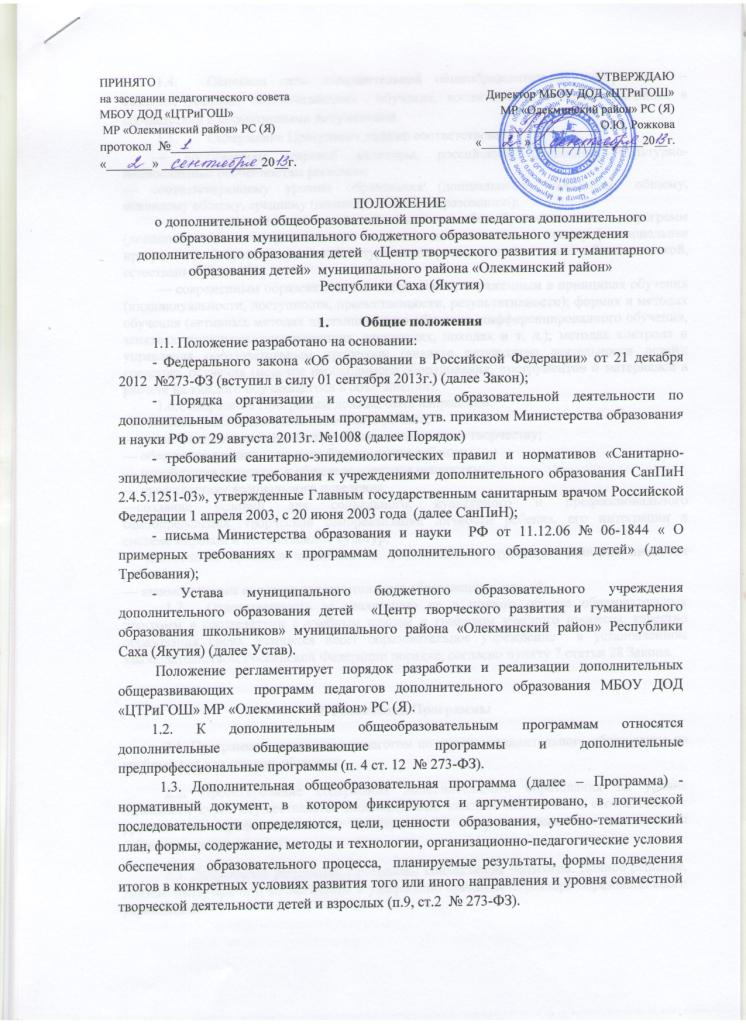 ПРИНЯТО
на заседании педагогического совета
МБОУ ДОД «ЦТРиГОШ»
МР «Олекминский район» РС (Я)
протокол № 1
« 2 » сентября 2013г.
УТВЕРЖДАЮ
Директор МБОУ ДОД «ЦТРиГОШ»
МР «Олекминский район» РС (Я)
О.Ю. Рожкова
« 2 » сентября 2013г.
ПОЛОЖЕНИЕ
о дополнительной общеобразовательной программе педагога дополнительного
образования муниципального бюджетного образовательного учреждения
дополнительного образования детей «Центр творческого развития и гуманитарного
образования детей» муниципального района «Олекминский район»
Республики Саха (Якутия)
1. Общие положения
1.1. Положение разработано на основании:
- Федерального закона «Об образовании в Российской Федерации» от 21 декабря
2012 №273-ФЗ (вступил в силу 01 сентября 2013г.) (далее Закон);
- Порядка организации и осуществления образовательной деятельности по
дополнительным образовательным программам, утв. приказом Министерства образования
и науки РФ от 29 августа 2013г. №1008 (далее Порядок)
- требований санитарно-эпидемиологических правил и нормативов «Санитарно-
эпидемиологические требования к учреждениям дополнительного образования СанПиН
2.4.5.1251-03», утвержденные Главным государственным санитарным врачом Российской
Федерации 1 апреля 2003, с 20 июня 2003 года (далее СанПиН);
- письма Министерства образования и науки РФ от 11.12.06 № 06-1844 « О
примерных требованиях к программам дополнительного образования детей» (далее
Требования);
- Устава муниципального бюджетного образовательного учреждения
дополнительного образования детей «Центр творческого развития и гуманитарного
образования школьников» муниципального района «Олекминский район» Республики
Саха (Якутия) (далее Устав).
Положение регламентирует порядок разработки и реализации дополнительных
общеразвивающих программ педагогов дополнительного образования МБОУ ДОД
«ЦТРиГОШ» МР «Олекминский район» РС (Я).
1.2. К дополнительным общеобразовательным программам относятся
дополнительные общеразвивающие программы и дополнительные
предпрофессиональные программы (п. 4 ст. 12 № 273-ФЗ).
1.3. Дополнительная общеобразовательная программа (далее – Программа) -
нормативный документ, в котором фиксируются и аргументировано, в логической
последовательности определяются, цели, ценности образования, учебно-тематический
план, формы, содержание, методы и технологии, организационно-педагогические условия
обеспечения образовательного процесса, планируемые результаты, формы подведения
итогов в конкретных условиях развития того или иного направления и уровня совместной
творческой деятельности детей и взрослых (п.9, ст.2 № 273-ФЗ).